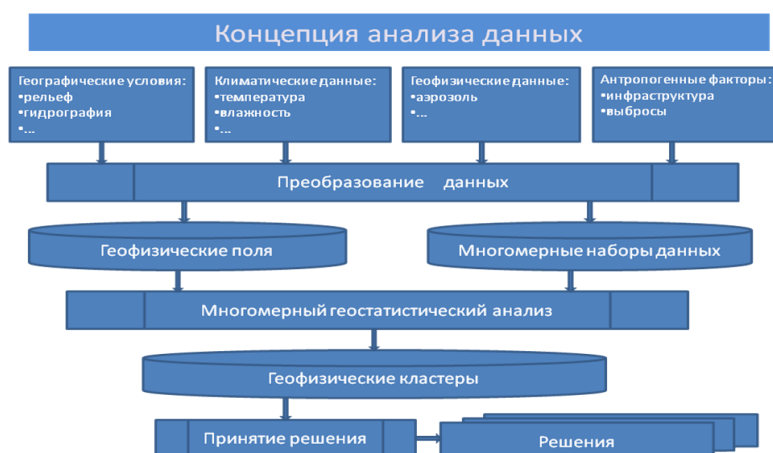 Концепция анализа данных
Географические условия:
•рельеф
•гидрография
•...
Климатические данные:
•температура
•влажность
•...
Геофизические данные:
•аэрозоль
•...
Антропогенные факторы:
•инфраструктура
•выбросы
Преобразование данных
Геофизические поля
Многомерные наборы данных
Многомерный геостатистический анализ
Геофизические кластеры
Принятие решения
Решения